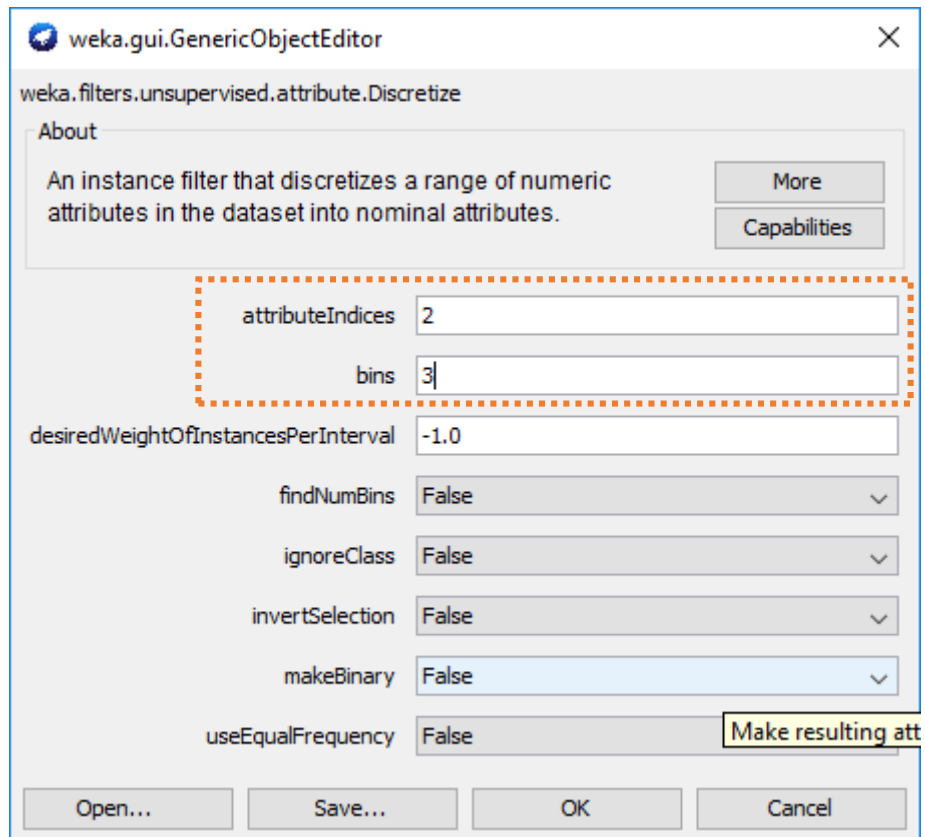 weka.gui.GenericObjectEditor
weka.filters.unsupervised.attribute.Discretize
About
An instance filter that discretizes a range of numeric
attributes in the dataset into nominal attributes.
More
Capabilities
attributeIndices 2
bins 3
desiredWeightOfInstancesPerInterval -1.0
findNumBins False
ignoreClass False
invertSelection False
makeBinary False
useEqualFrequency False
Make resulting att
Open... Save... OK Cancel